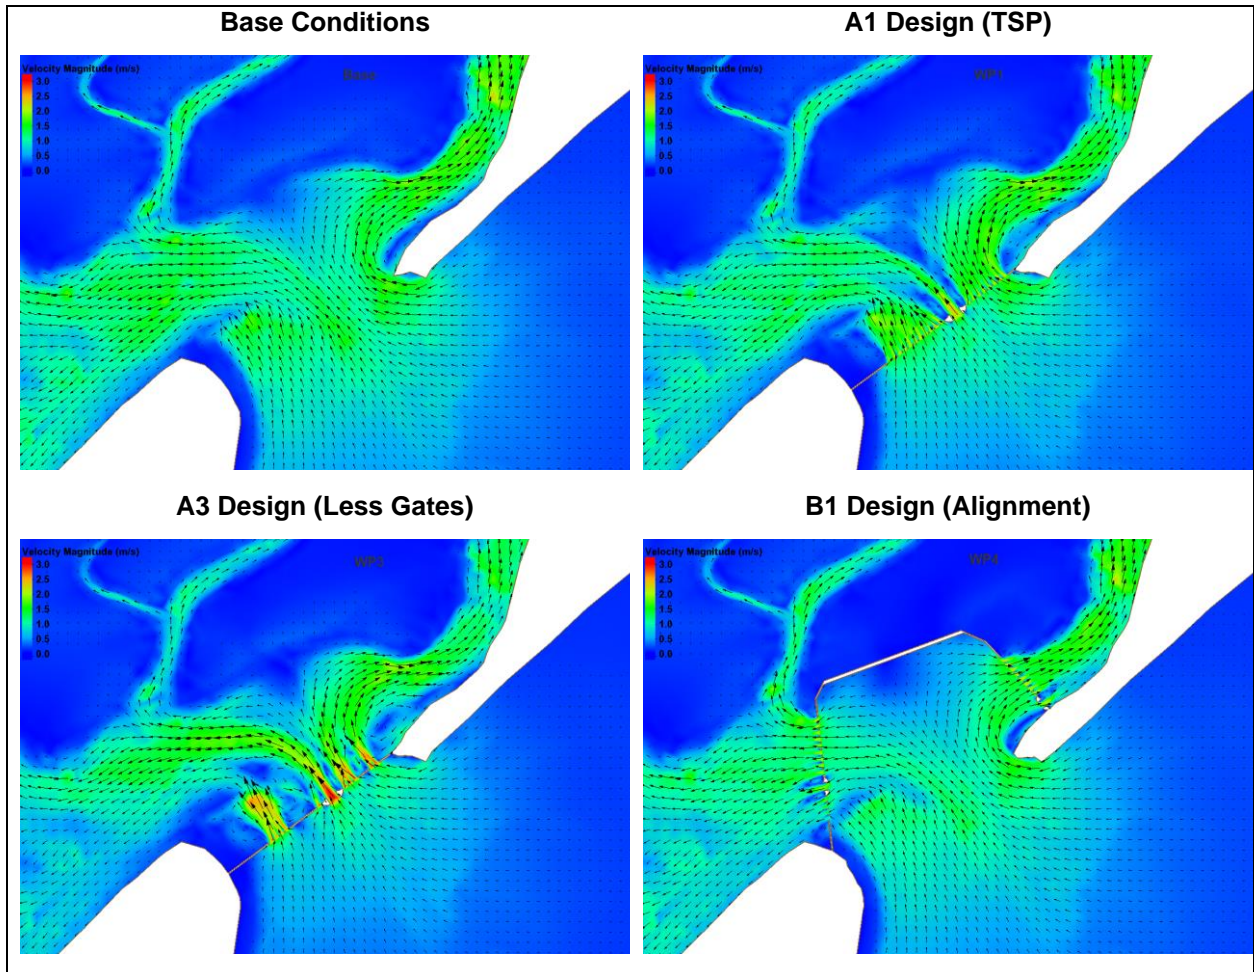 Base Conditions
A1 Design (TSP)
Velocity Magnitude (m/s)
3.0
2.5
2.0
1.5
1.0
0.5
0.0
Base
Velocity Magnitude (m/s)
3.0
2.5
2.0
1.5
1.0
0.5
0.0
WP1
A3 Design (Less Gates)
B1 Design (Alignment)
Velocity Magnitude (m/s)
3.0
2.5
2.0
1.5
1.0
0.5
0.0
WP3
Velocity Magnitude (m/s)
3.0
2.5
2.0
1.5
1.0
0.5
0.0
WP4